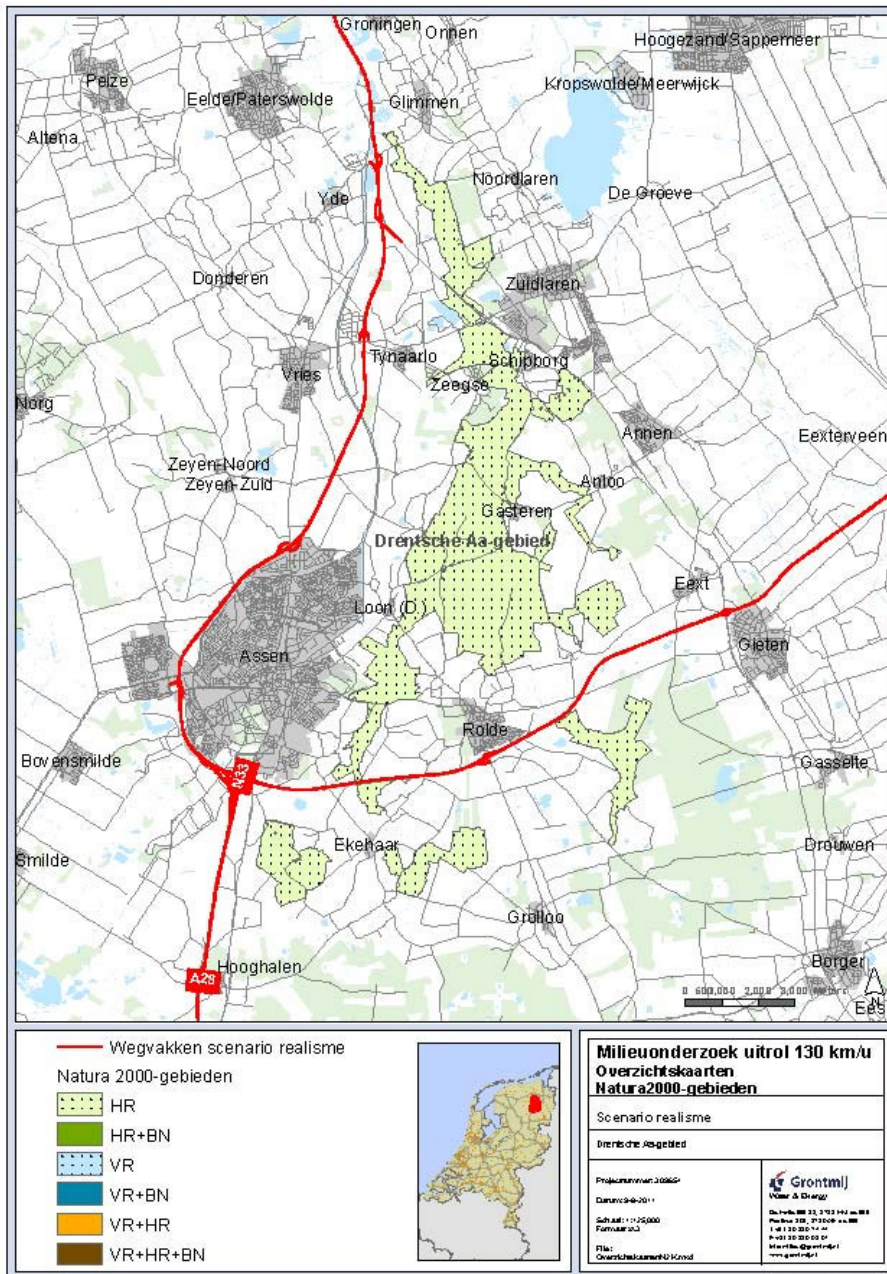 Groningen
Onnen
Hoogezand/Sappemeer
Peize
Eelde/Paterswolde
Kropswolde/Meerwijck
Glimmen
Altena
Noordlaren
De Groeve
Yde
Donderen
Zuidlaren
Tynaarlo
Schipborg
Vries
Zeegse
Norg
Annen
Eexterveen
Zeyen-Noord
Zeyen-Zuid
Anloo
Gasteren
Drentsche Aa-gebied
Eext
Loon (D.)
Gieten
Assen
Rolde
Bovensmilde
N33
Gasselte
Smilde
Ekehaar
Drouwen
Grolloo
Hooghalen
A28
Borger
N
Ees
Wegvakken scenario realisme
Natura 2000-gebieden
HR
HR+BN
VR
VR+BN
VR+HR
VR+HR+BN
Milieuonderzoek uitrol 130 km/u
Overzichtskaarten
Natura2000-gebieden
Scenario realisme
Drentsche Aa-gebied
Grontmij